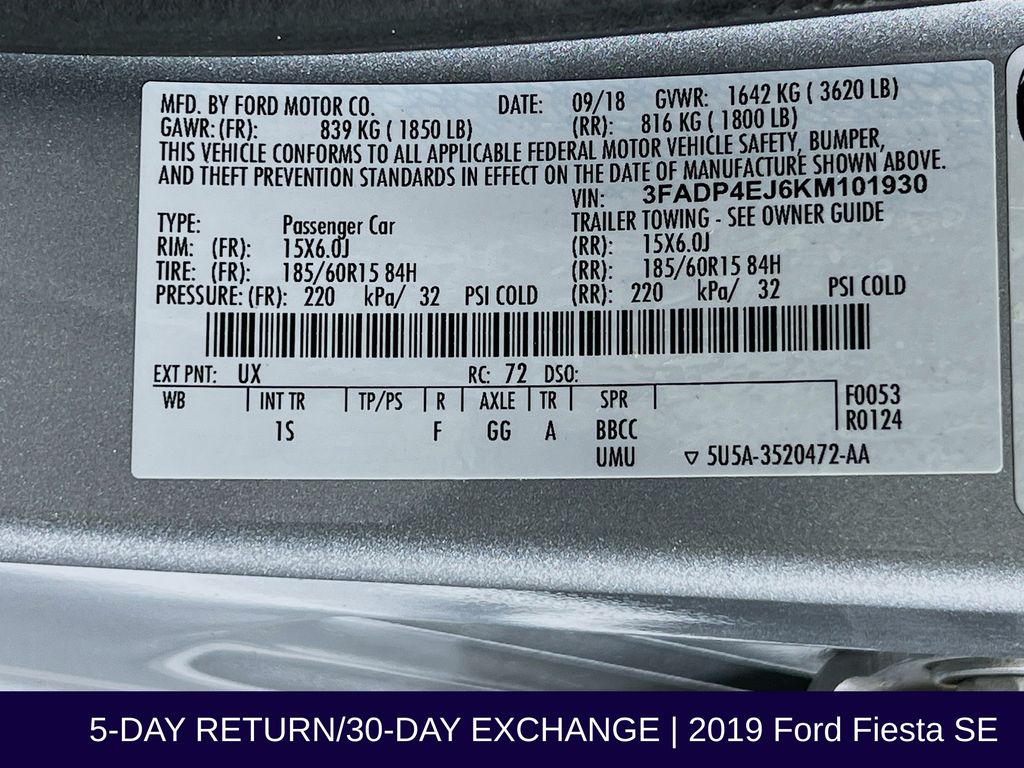 MFD. BY FORD MOTOR CO. DATE: 09/18 GVWR: 1642 KG ( 3620 LB)
GAWR: (FR): 839 KG ( 1850 LB) (RR): 816 KG ( 1800 LB)
THIS VEHICLE CONFORMS TO ALL APPLICABLE FEDERAL MOTOR VEHICLE SAFETY, BUMPER,
AND THEFT PREVENTION STANDARDS IN EFFECT ON THE DATE OF MANUFACTURE SHOWN ABOVE.
VIN: 3FADP4EJ6KM101930
TYPE: Passenger Car TRAILER TOWING - SEE OWNER GUIDE
RIM: (FR): 15X6.0J (RR): 15X6.0J
TIRE: (FR): 185/60R15 84H (RR): 185/60R15 84H
PRESSURE: (FR): 220 kPa/ 32 PSI COLD (RR): 220 kPa/ 32 PSI COLD
EXT PNT: UX RC: 72 DSO:
WB INT TR TP/PS R AXLE TR SPR F0053
1S F GG A BBCC R0124
UMU ▽ 5U5A-3520472-AA
5-DAY RETURN/30-DAY EXCHANGE | 2019 Ford Fiesta SE